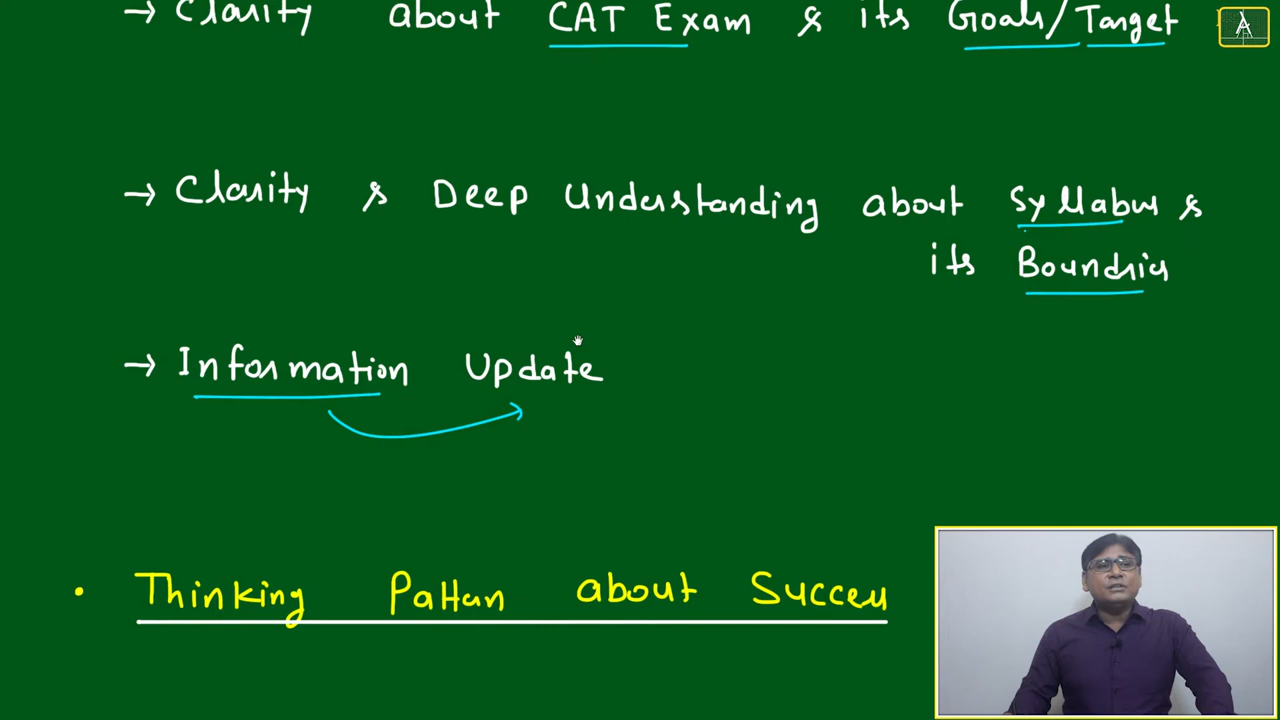 → Clarity about CAT Exam & its Goals/Target
→ Clarity & Deep Understanding about Syllabus &
its Boundries
→ Information Update
• Thinking Pattern about Success